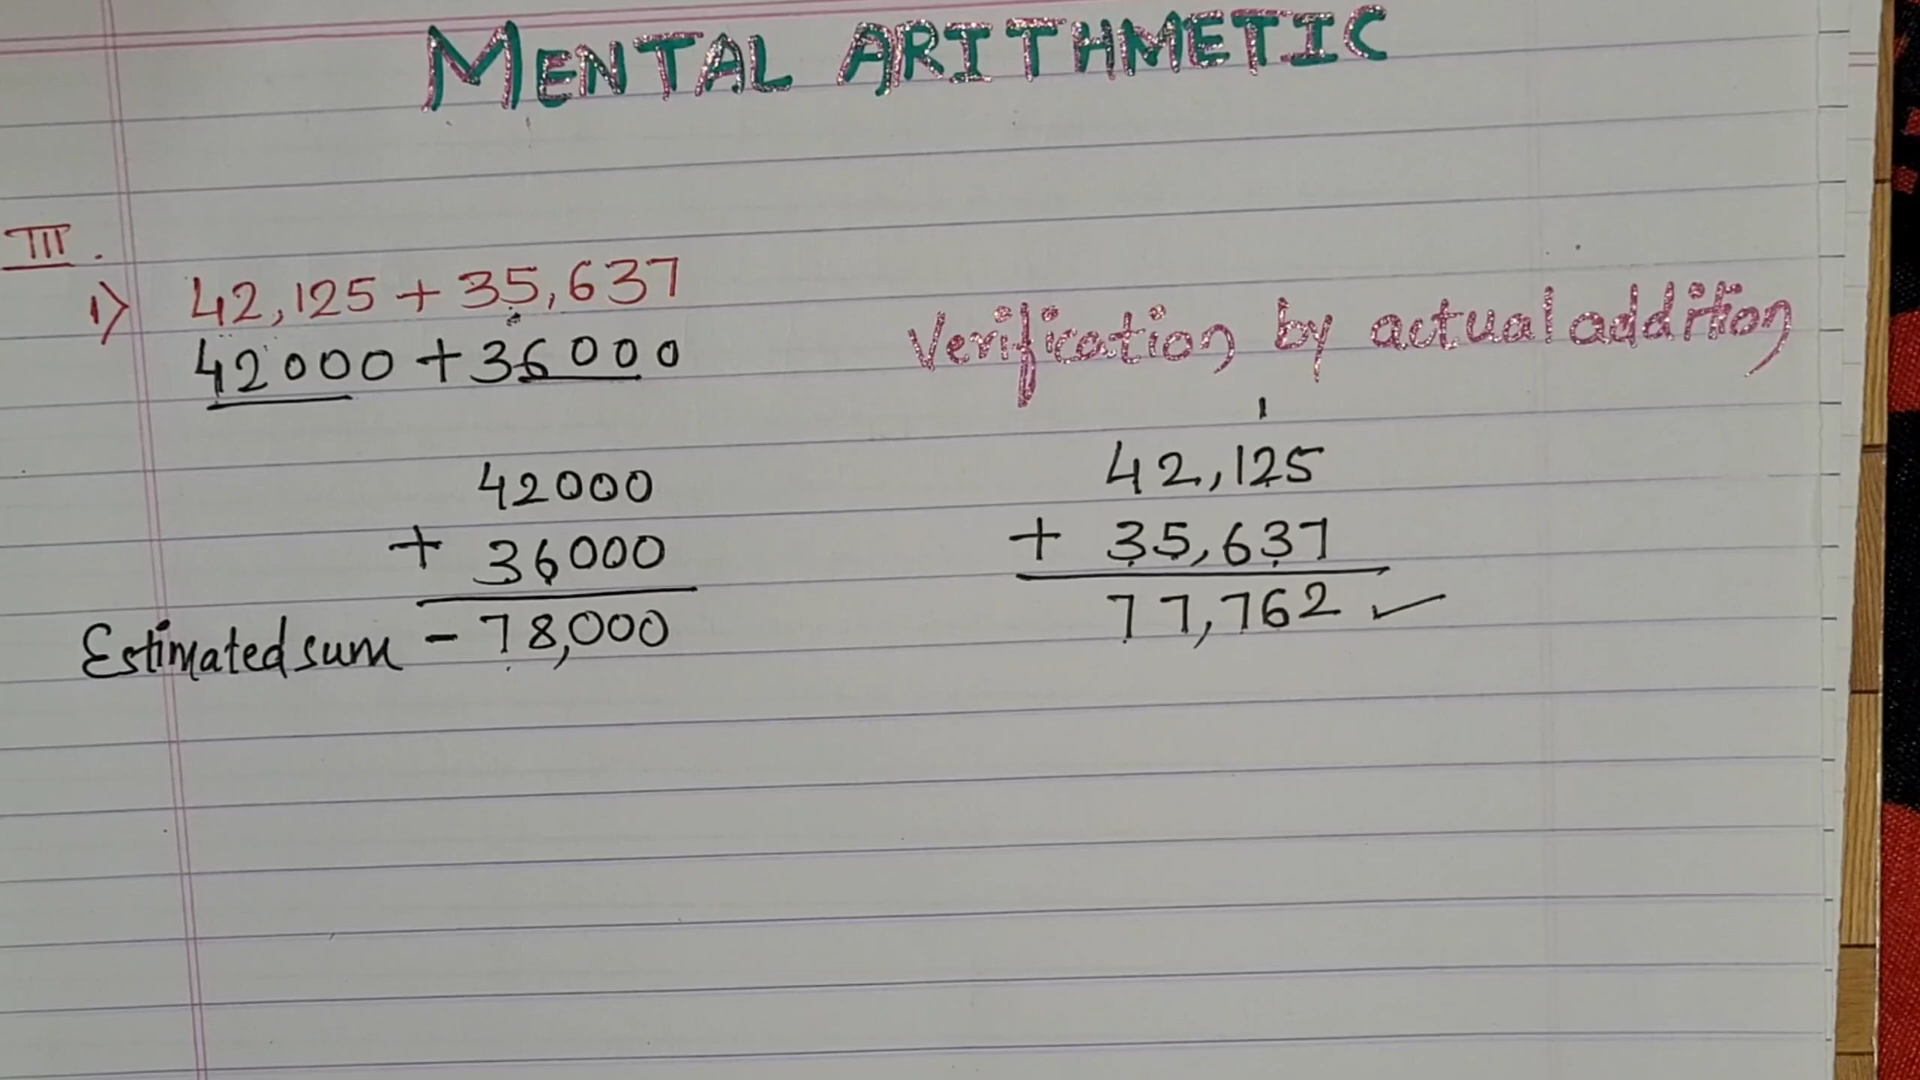 MENTAL ARITHMETIC
III.
1) 42,125 + 35,637
42000 + 36000
42000
+ 36000
Estimated sum - 78,000
Verification by actual addition
1
42,125
+ 35,637
77,762 ✓